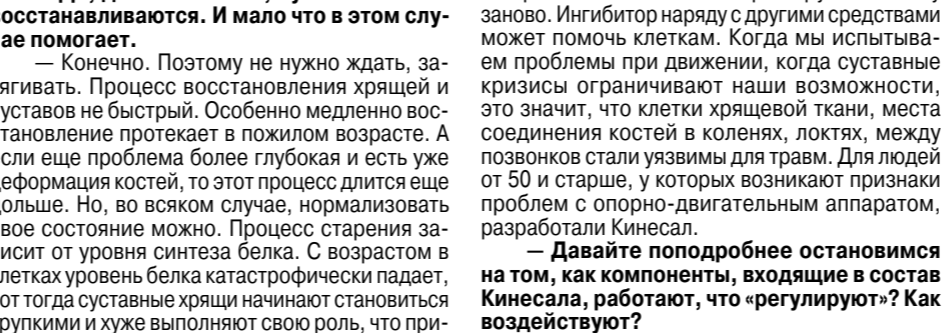 восстанавливаются. И мало что в этом слу-
чае помогает.
— Конечно. Поэтому не нужно ждать, за-
тягивать. Процесс восстановления хрящей и
суставов не быстрый. Особенно медленно вос-
становление протекает в пожилом возрасте. А
если еще проблема более глубокая и есть уже
деформация костей, то этот процесс длится еще
дольше. Но, во всяком случае, нормализовать
свое состояние можно. Процесс старения за-
висит от уровня синтеза белка. С возрастом в
клетках уровень белка катастрофически падает,
вот тогда суставные хрящи начинают становиться
хрупкими и хуже выполняют свою роль, что при-
заново. Ингибитор наряду с другими средствами
может помочь клеткам. Когда мы испытыва-
ем проблемы при движении, когда суставные
кризисы ограничивают наши возможности,
это значит, что клетки хрящевой ткани, места
соединения костей в коленях, локтях, между
позвонков стали уязвимы для травм. Для людей
от 50 и старше, у которых возникают признаки
проблем с опорно-двигательным аппаратом,
разработали Кинесал.
— Давайте поподробнее остановимся
на том, как компоненты, входящие в состав
Кинесала, работают, что «регулируют»? Как
воздействуют?